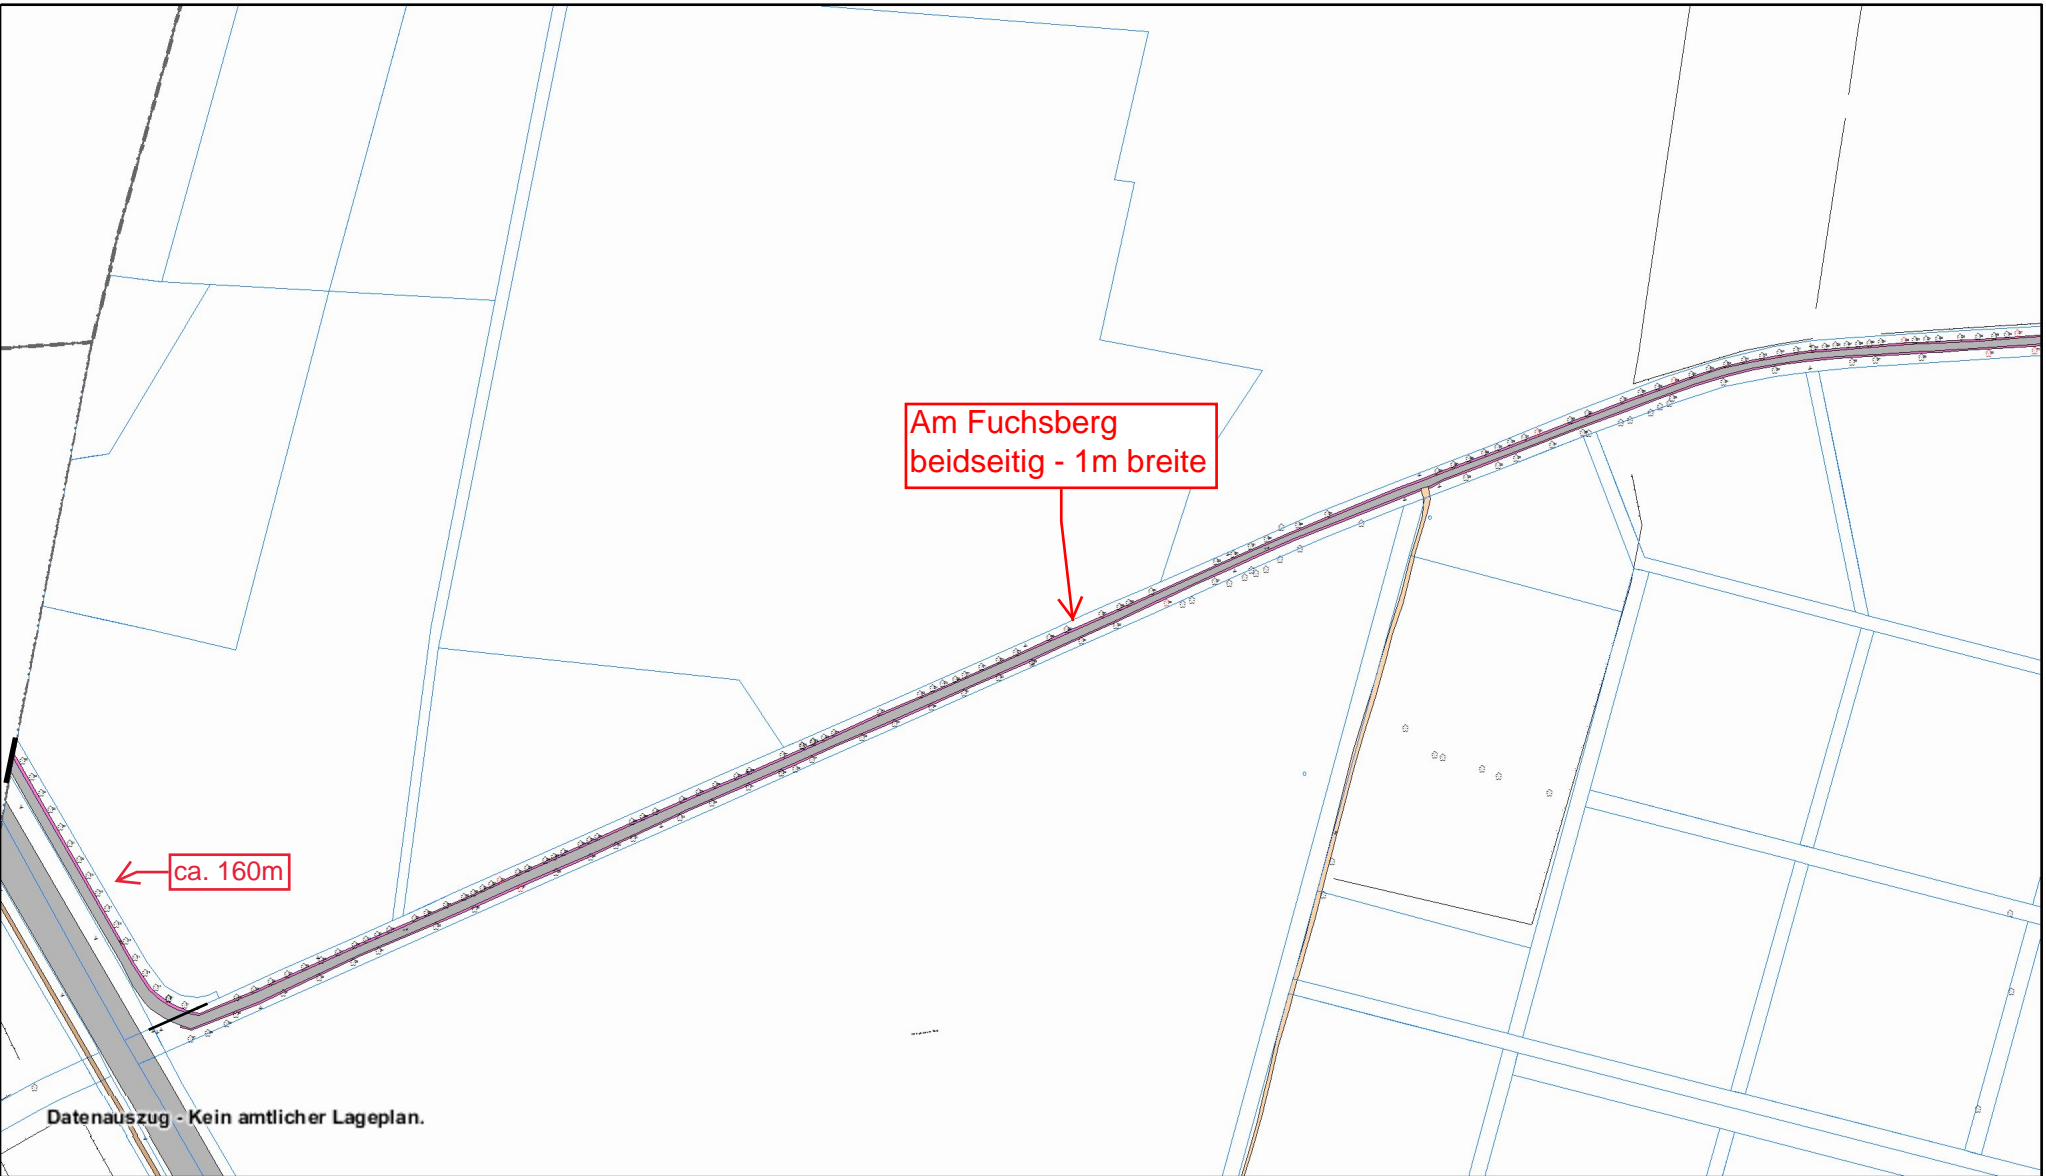 Am Fuchsberg
beidseitig - 1m breite
ca. 160m
Datenauszug - Kein amtlicher Lageplan.